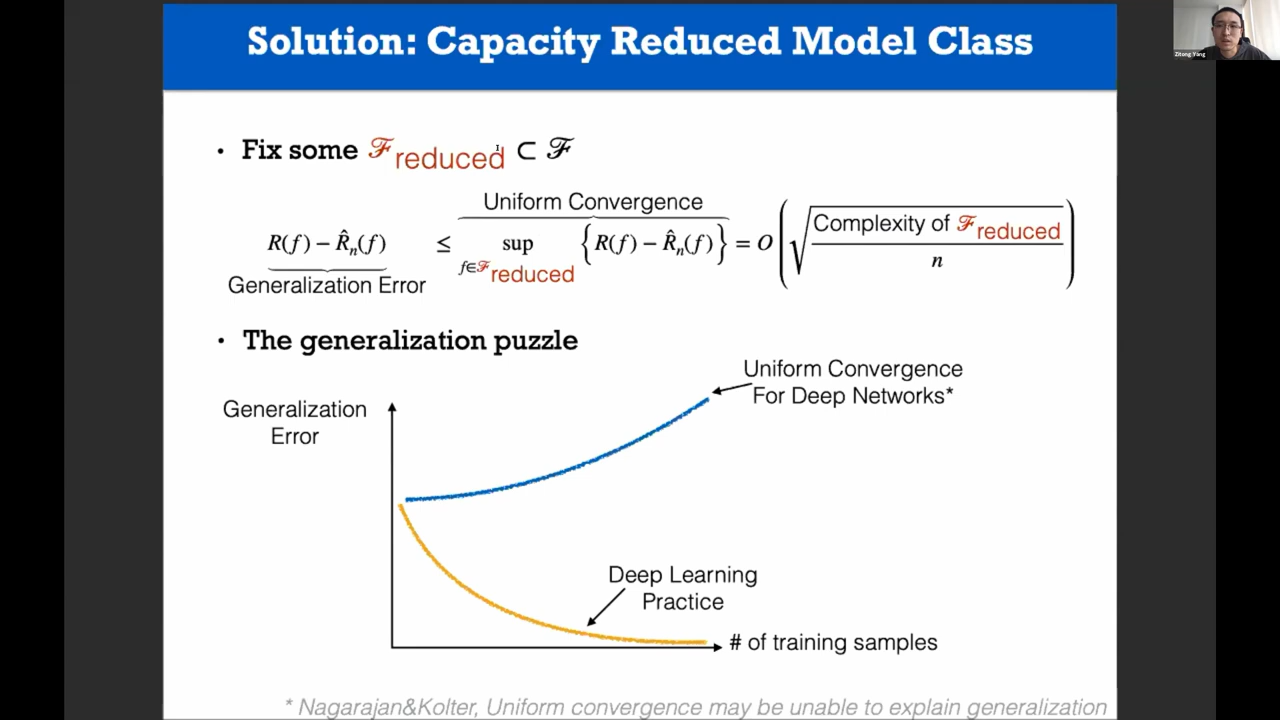 Solution: Capacity Reduced Model Class
Zitong Yang
• Fix some ℱreduced ⊂ ℱ
Uniform Convergence
R(f) − R̂n(f) ≤ sup f∈ℱreduced {R(f) − R̂n(f)} = O(√(Complexity of ℱreduced / n))
Generalization Error
• The generalization puzzle
Uniform Convergence
For Deep Networks*
Generalization
Error
Deep Learning
Practice
# of training samples
* Nagarajan&Kolter, Uniform convergence may be unable to explain generalization